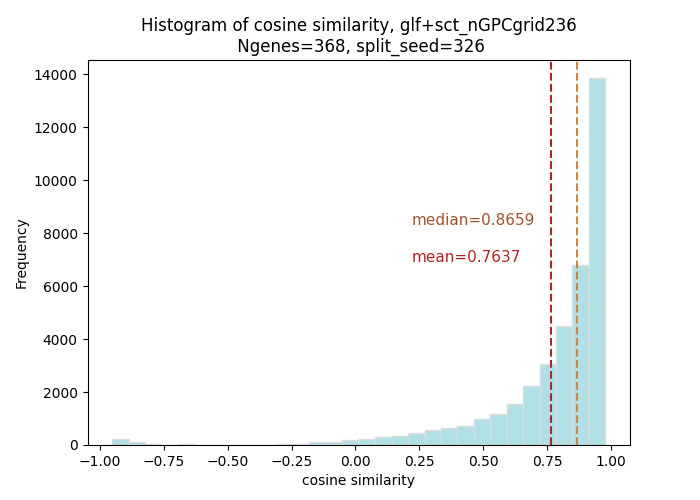 Histogram of cosine similarity, glf+sct_nGPCgrid236
Ngenes=368, split_seed=326
14000
12000
10000
8000
6000
4000
2000
0
Frequency
median=0.8659
mean=0.7637
−1.00 −0.75 −0.50 −0.25 0.00 0.25 0.50 0.75 1.00
cosine similarity